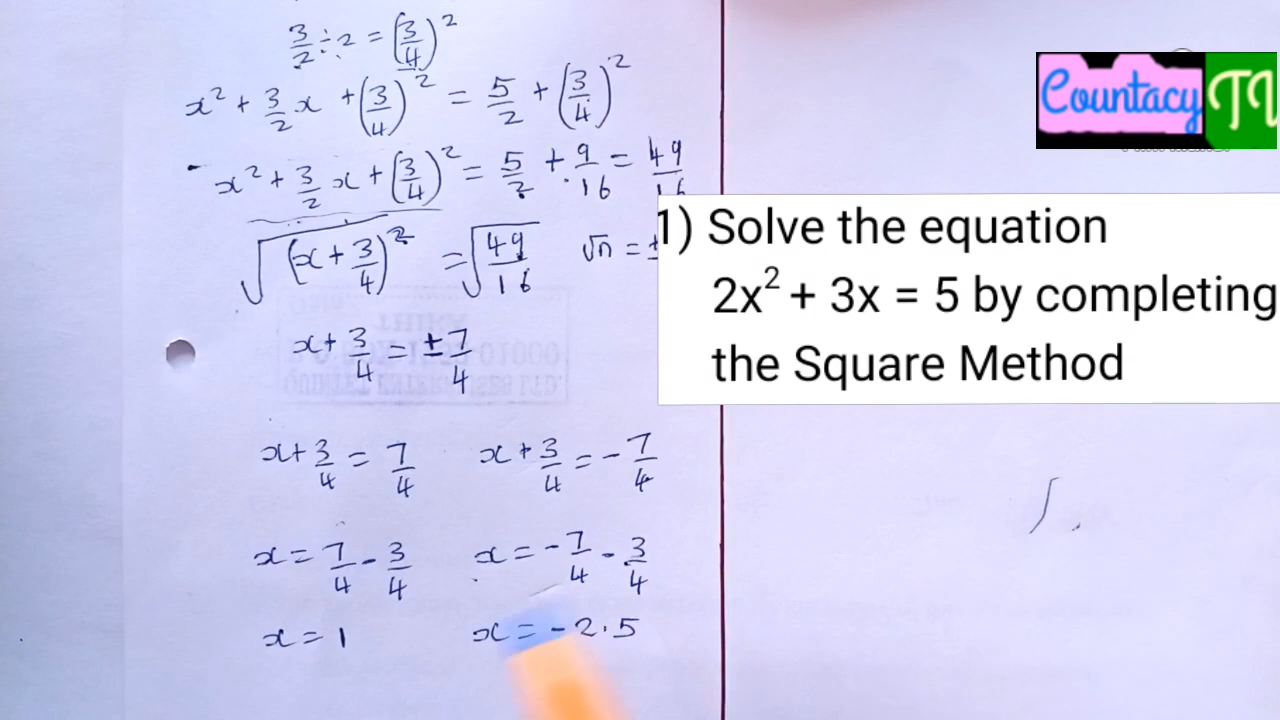 3/2 ÷ 2 = (3/4)²
x² + 3/2 x + (3/4)² = 5/2 + (3/4)²
x² + 3/2 x + (3/4)² = 5/2 + 9/16 = 49/16
√(x + 3/4)² = √49/16 √n = ±
x + 3/4 = ± 7/4
x + 3/4 = 7/4 x + 3/4 = - 7/4
x = 7/4 - 3/4 x = - 7/4 - 3/4
x = 1 x = - 2.5
Countacy TV
1) Solve the equation
2x² + 3x = 5 by completing
the Square Method